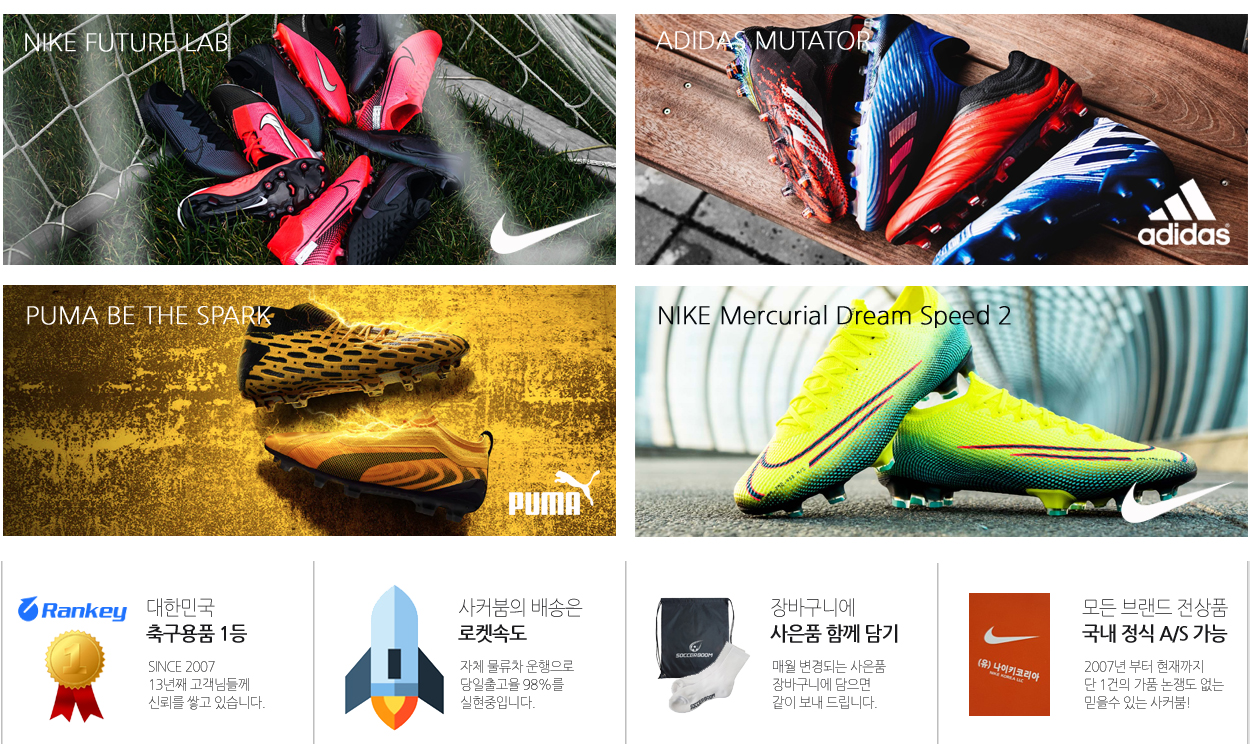 NIKE FUTURE LAB
ADIDAS MUTATOR
adidas
PUMA BE THE SPARK
PUMA
NIKE Mercurial Dream Speed 2
Rankey
1
대한민국
축구용품 1등
SINCE 2007
13년째 고객님들께
신뢰를 쌓고 있습니다.
사커붐의 배송은
로켓속도
자체 물류차 운행으로
당일출고율 98%를
실현중입니다.
SOCCERBOOM
장바구니에
사은품 함께 담기
매월 변경되는 사은품
장바구니에 담으면
같이 보내 드립니다.
(유) 나이키코리아
NIKE KOREA LLC
모든 브랜드 전상품
국내 정식 A/S 가능
2007년 부터 현재까지
단 1건의 가품 논쟁도 없는
믿을수 있는 사커붐!